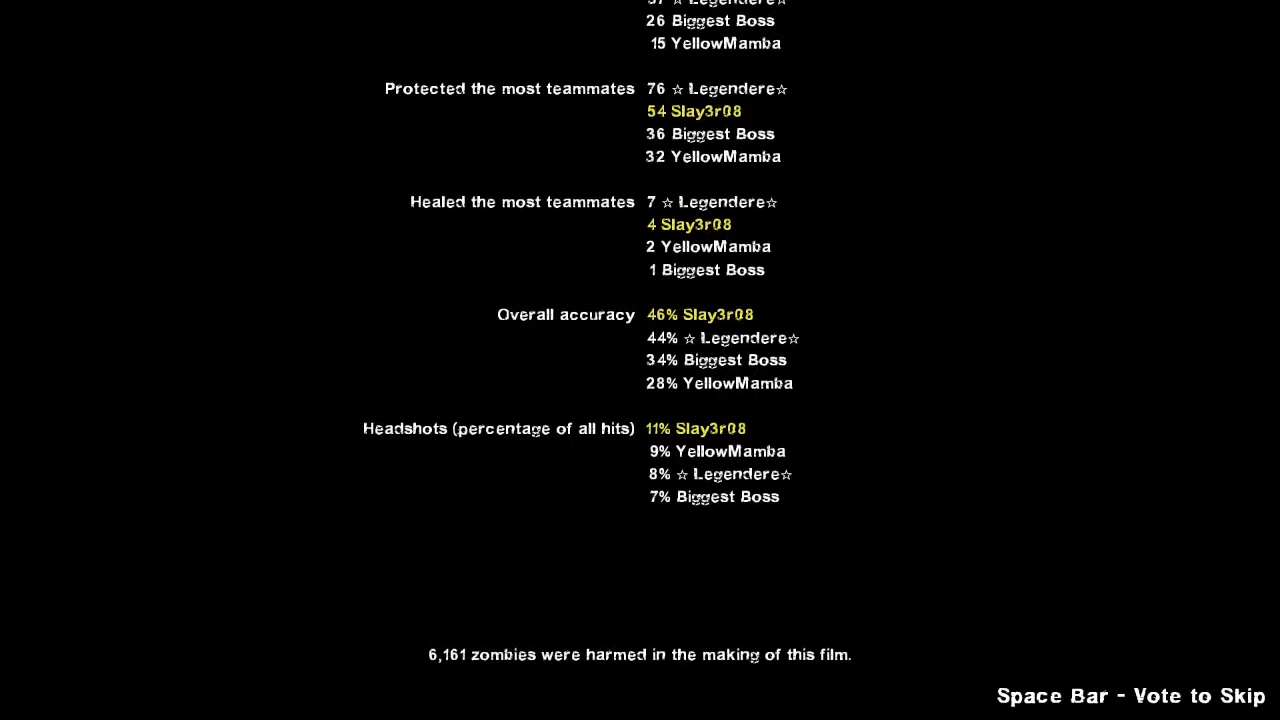 37 ☆ Legendere☆
26 Biggest Boss
15 YellowMamba
Protected the most teammates 76 ☆ Legendere☆
54 Slay3r08
36 Biggest Boss
32 YellowMamba
Healed the most teammates 7 ☆ Legendere☆
4 Slay3r08
2 YellowMamba
1 Biggest Boss
Overall accuracy 46% Slay3r08
44% ☆ Legendere☆
34% Biggest Boss
28% YellowMamba
Headshots (percentage of all hits) 11% Slay3r08
9% YellowMamba
8% ☆ Legendere☆
7% Biggest Boss
6,161 zombies were harmed in the making of this film.
Space Bar - Vote to Skip